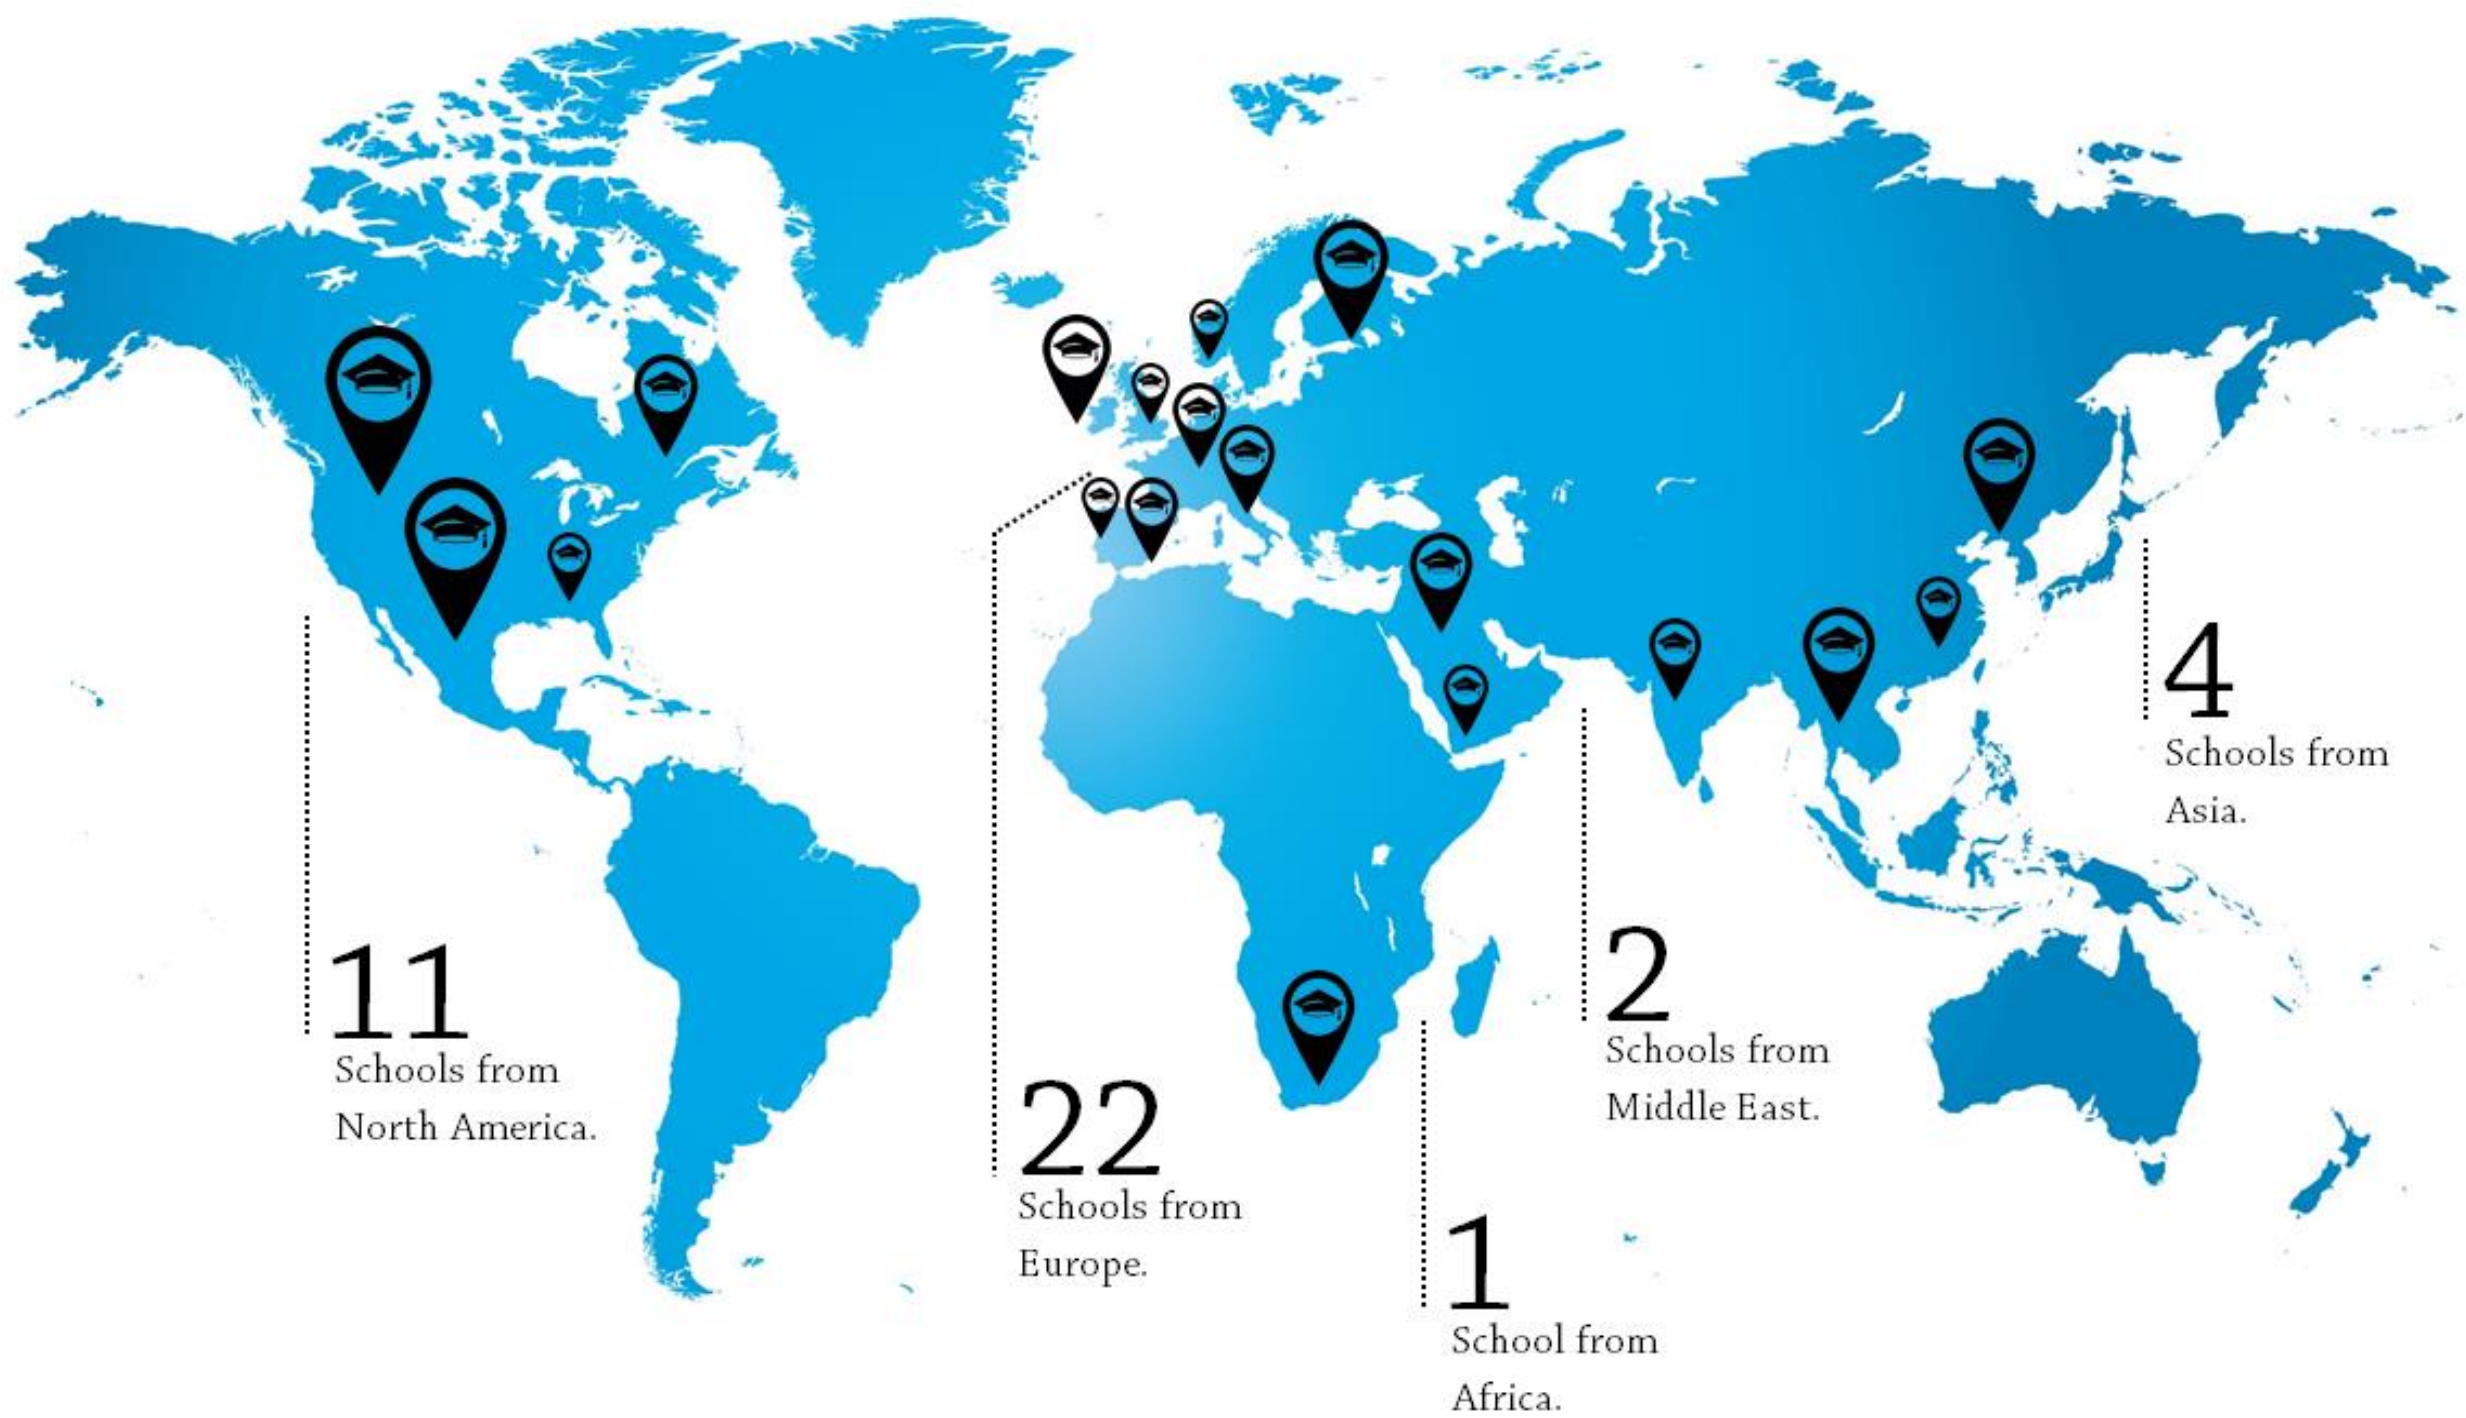 11
Schools from
North America.
22
Schools from
Europe.
1
School from
Africa.
2
Schools from
Middle East.
4
Schools from
Asia.